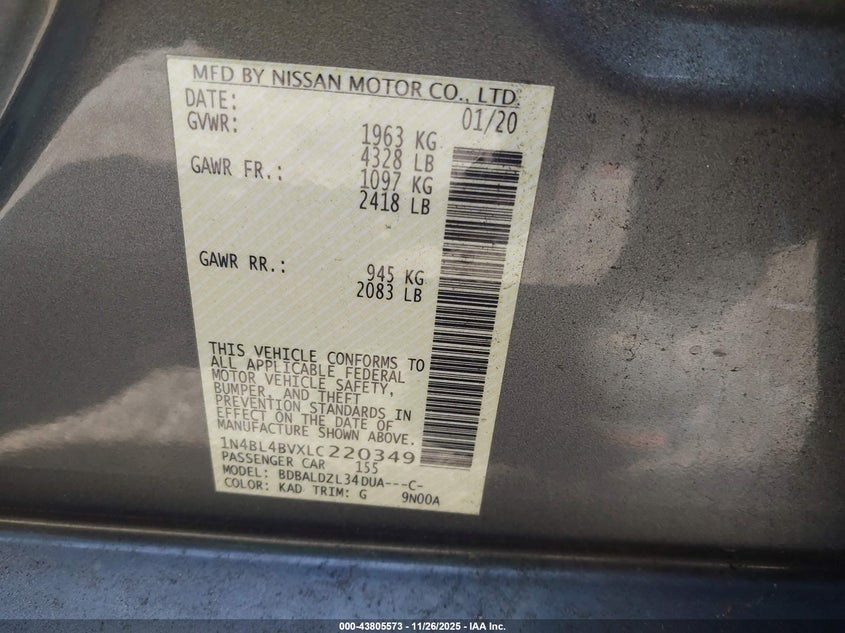 MFD BY NISSAN MOTOR CO., LTD.
DATE: 01/20
GVWR: 1963 KG
4328 LB
GAWR FR.: 1097 KG
2418 LB
GAWR RR.: 945 KG
2083 LB
THIS VEHICLE CONFORMS TO
ALL APPLICABLE FEDERAL
MOTOR VEHICLE SAFETY,
BUMPER, AND THEFT
PREVENTION STANDARDS IN
EFFECT ON THE DATE OF
MANUFACTURE SHOWN ABOVE.
1N4BL4BVXLC220349
PASSENGER CAR 155
MODEL: BDBALDZL34DUA---C-
COLOR: KAD TRIM: G 9N00A
000-43805573 | 11/26/2025 - IAA Inc.